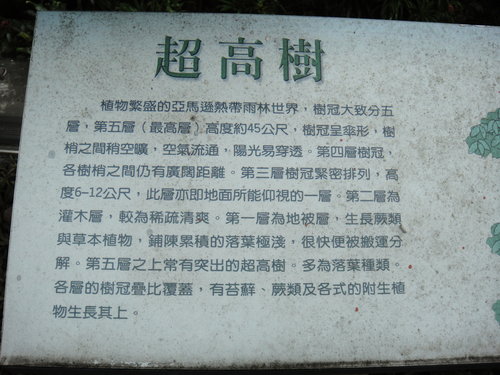 超高樹
植物繁盛的亞馬遜熱帶雨林世界，樹冠大致分五
層，第五層（最高層）高度約45公尺，樹冠呈傘形，樹
梢之間稍空曠，空氣流通，陽光易穿透。第四層樹冠，
各樹梢之間仍有廣闊距離。第三層樹冠緊密排列，高
度6-12公尺，此層亦即地面所能仰視的一層。第二層為
灌木層，較為稀疏清爽。第一層為地被層，生長蕨類
與草本植物，鋪陳累積的落葉極淺，很快便被搬運分
解。第五層之上常有突出的超高樹。多為落葉種類。
各層的樹冠疊比覆蓋，有苔蘚、蕨類及各式的附生植
物生長其上。